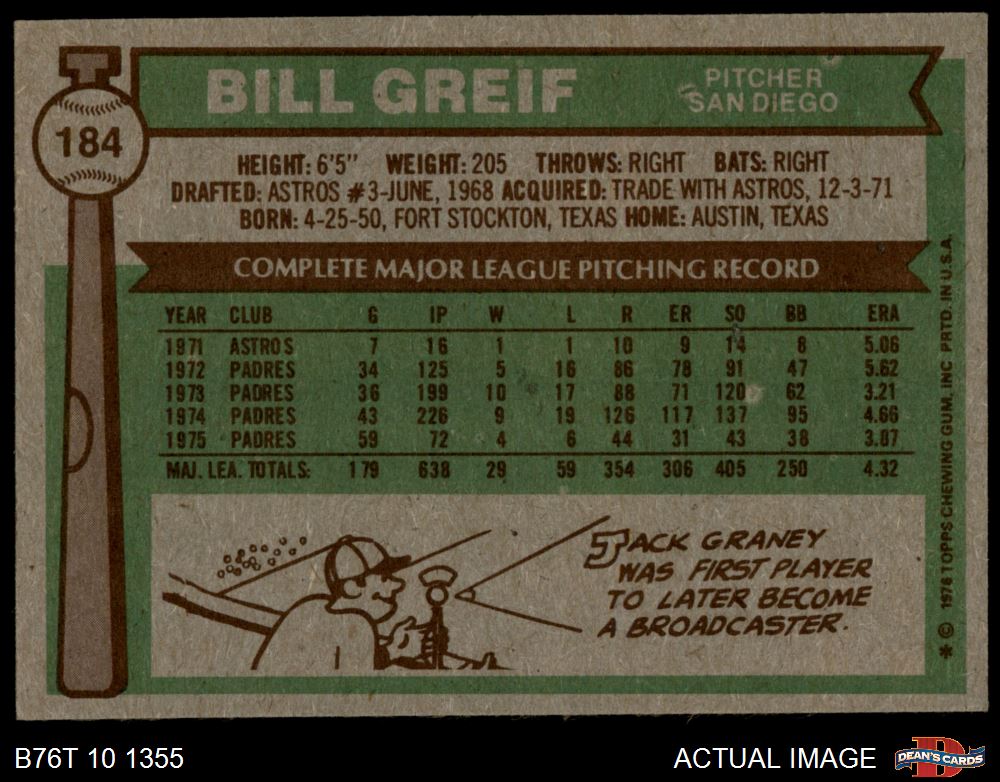 BILL GREIF
PITCHER
SAN DIEGO
184
HEIGHT: 6'5" WEIGHT: 205 THROWS: RIGHT BATS: RIGHT
DRAFTED: ASTROS #3-JUNE, 1968 ACQUIRED: TRADE WITH ASTROS, 12-3-71
BORN: 4-25-50, FORT STOCKTON, TEXAS HOME: AUSTIN, TEXAS
COMPLETE MAJOR LEAGUE PITCHING RECORD
YEAR CLUB G IP W L R ER SO BB ERA
1971 ASTROS 7 16 1 1 10 9 14 8 5.06
1972 PADRES 34 125 5 16 86 78 91 47 5.62
1973 PADRES 36 199 10 17 88 71 120 62 3.21
1974 PADRES 43 226 9 19 126 117 137 95 4.66
1975 PADRES 59 72 4 6 44 31 43 38 3.87
MAJ. LEA. TOTALS: 179 638 29 59 354 306 405 250 4.32
JACK GRANEY
WAS FIRST PLAYER
TO LATER BECOME
A BROADCASTER.
* © 1976 TOPPS CHEWING GUM, INC PRTD. IN U.S.A.
B76T 10 1355
ACTUAL IMAGE
D
DEAN'S CARDS